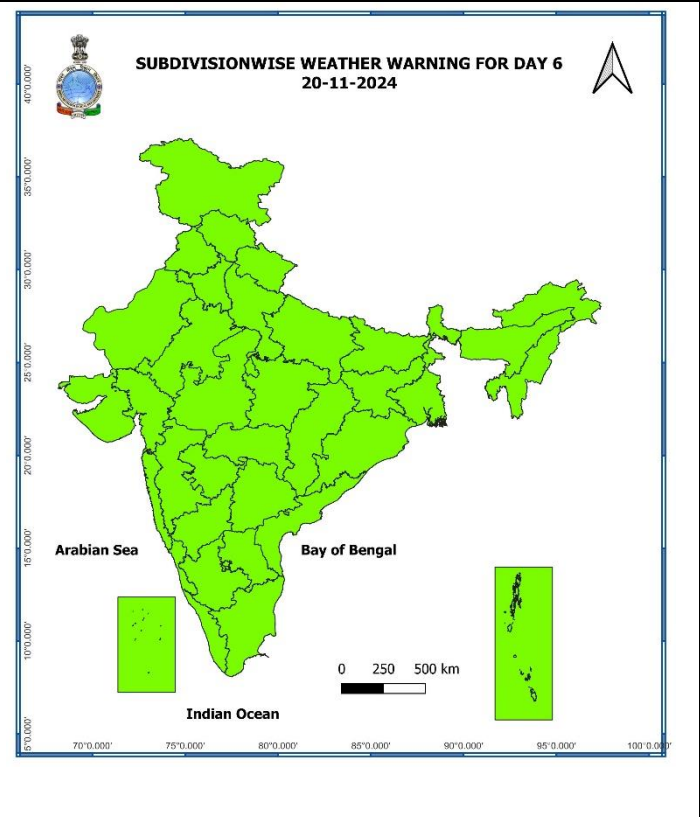 SUBDIVISIONWISE WEATHER WARNING FOR DAY 6
20-11-2024
40°0.000'
35°0.000'
30°0.000'
25°0.000'
20°0.000'
15°0.000'
10°0.000'
5°0.000'
Arabian Sea
Bay of Bengal
0 250 500 km
Indian Ocean
70°0.000' 75°0.000' 80°0.000' 85°0.000' 90°0.000' 95°0.000' 100°0.000'